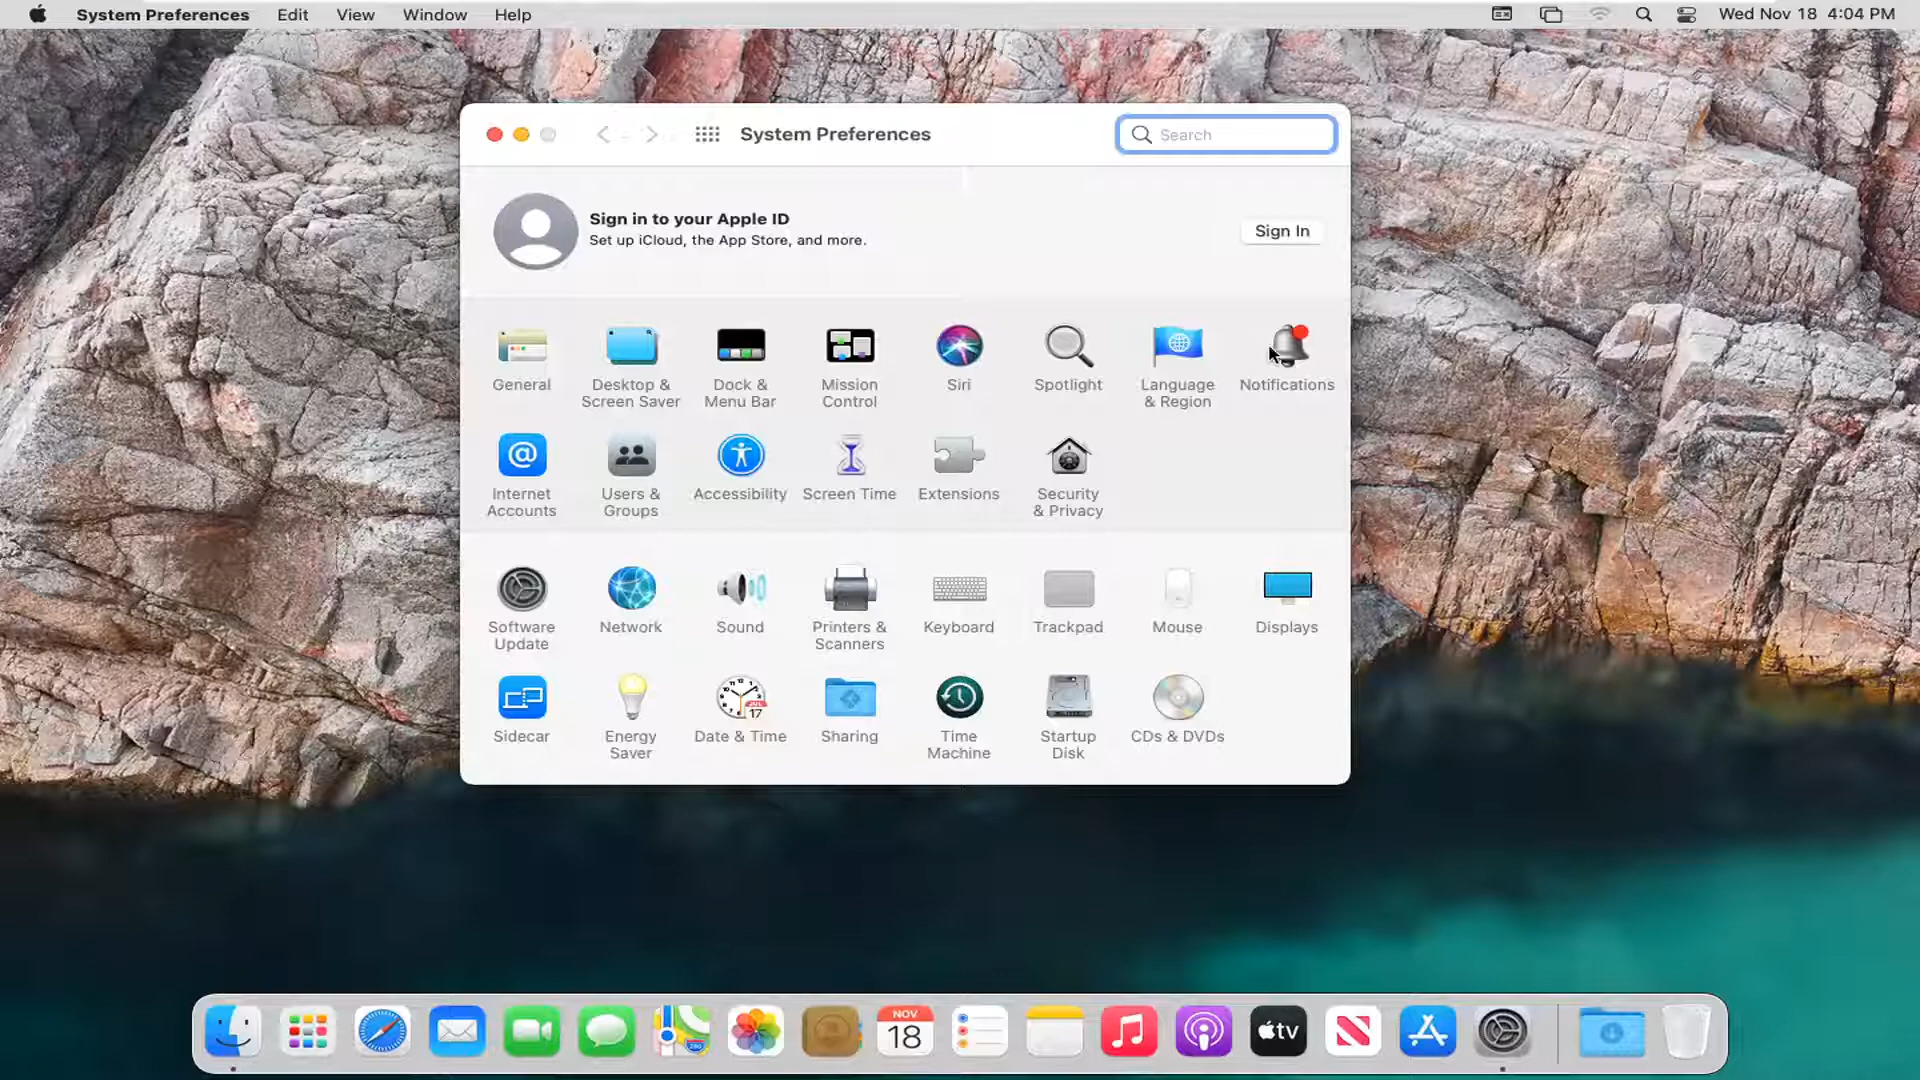 System Preferences Edit View Window Help Wed Nov 18 4:04 PM
System Preferences Search
Sign in to your Apple ID
Set up iCloud, the App Store, and more.
Sign In
General
Desktop &
Screen Saver
Dock &
Menu Bar
Mission
Control
Siri
Spotlight
Language
& Region
Notifications
Internet
Accounts
Users &
Groups
Accessibility
Screen Time
Extensions
Security
& Privacy
Software
Update
Network
Sound
Printers &
Scanners
Keyboard
Trackpad
Mouse
Displays
Sidecar
Energy
Saver
JUL
17
Date & Time
Sharing
Time
Machine
Startup
Disk
CDs & DVDs
280
NOV
18
tv